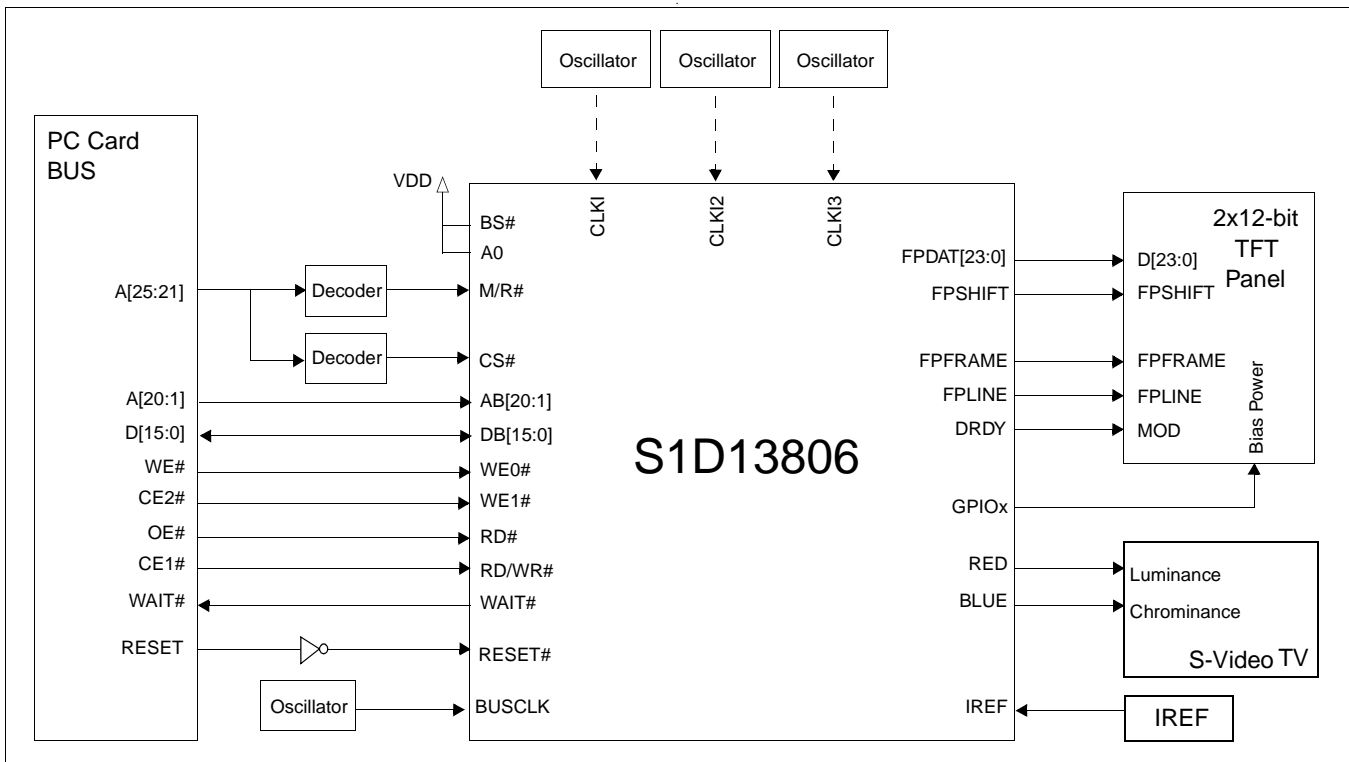 Oscillator
Oscillator
Oscillator
PC Card
BUS
VDD
BS#
A0
CLKI
CLKI2
CLKI3
A[25:21]
Decoder
M/R#
Decoder
CS#
A[20:1]
AB[20:1]
D[15:0]
DB[15:0]
WE#
WE0#
CE2#
WE1#
OE#
RD#
CE1#
RD/WR#
WAIT#
WAIT#
RESET
RESET#
Oscillator
BUSCLK
S1D13806
FPDAT[23:0]
FPSHIFT
FPFRAME
FPLINE
DRDY
GPIOx
RED
BLUE
IREF
2x12-bit
TFT
Panel
D[23:0]
FPSHIFT
FPFRAME
FPLINE
MOD
Bias Power
Luminance
Chrominance
S-Video TV
IREF